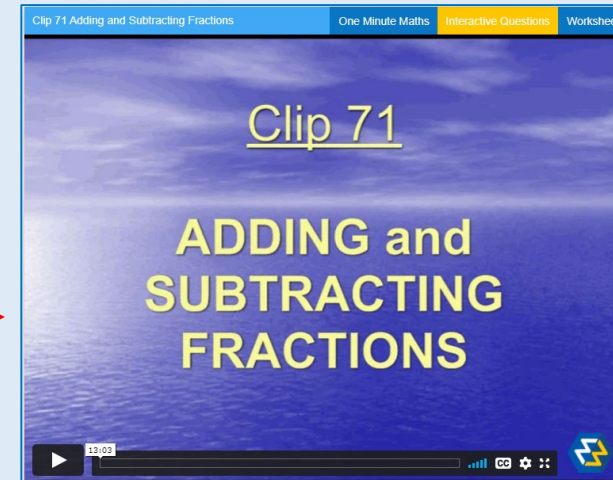 Clip 71 Adding and Subtracting Fractions One Minute Maths Interactive Questions Workshee
Clip 71
ADDING and
SUBTRACTING
FRACTIONS
13:03
CC